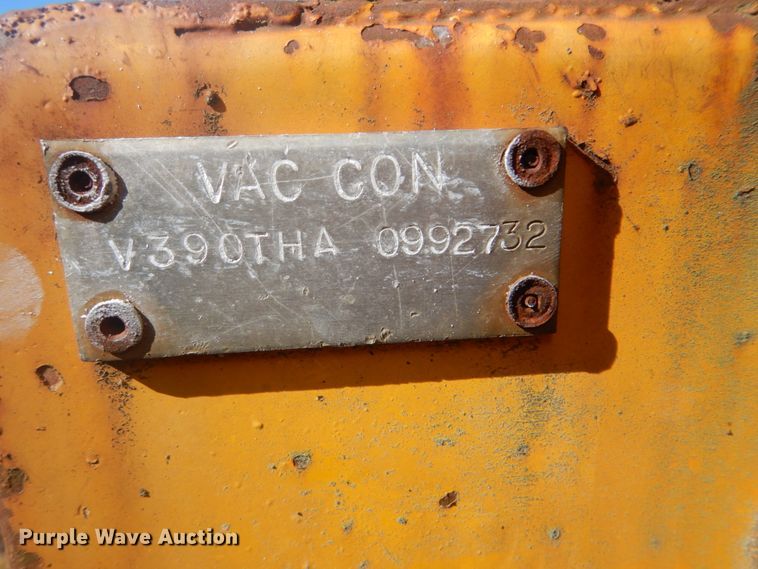 VAC CON
V390THA 0992732
Purple Wave Auction